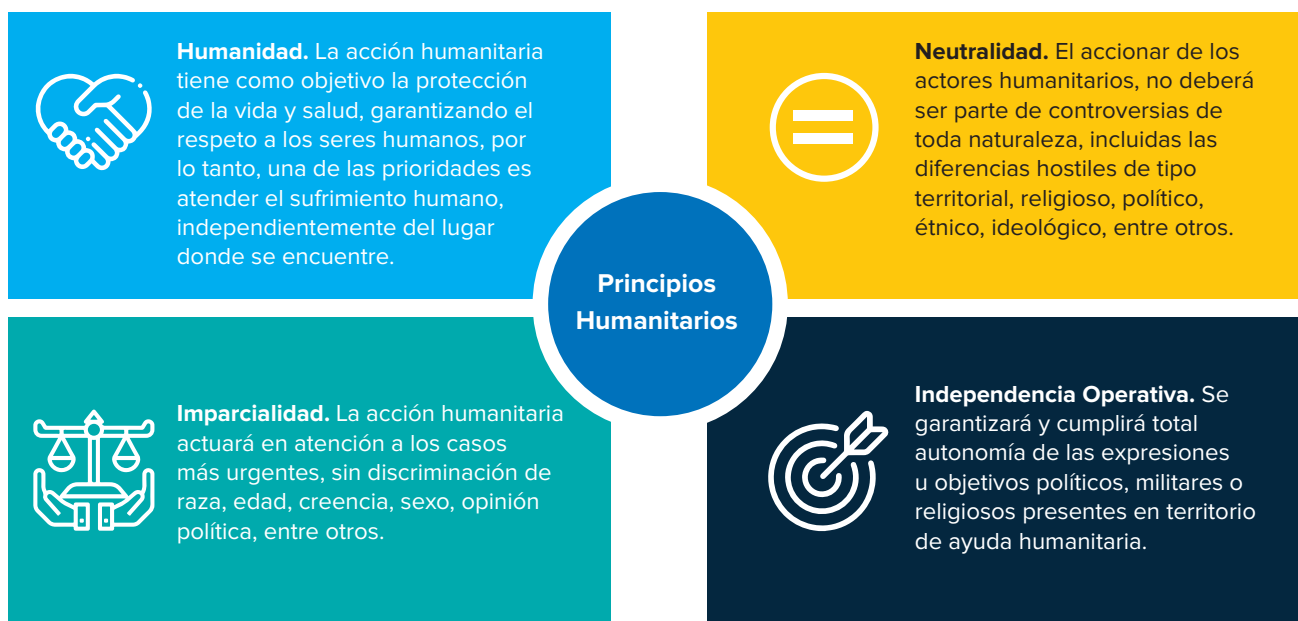 Humanidad. La acción humanitaria
tiene como objetivo la protección
de la vida y salud, garantizando el
respeto a los seres humanos, por
lo tanto, una de las prioridades es
atender el sufrimiento humano,
independientemente del lugar
donde se encuentre.
Neutralidad. El accionar de los
actores humanitarios, no deberá
ser parte de controversias de
toda naturaleza, incluidas las
diferencias hostiles de tipo
territorial, religioso, político,
étnico, ideológico, entre otros.
Principios
Humanitarios
Imparcialidad. La acción humanitaria
actuará en atención a los casos
más urgentes, sin discriminación de
raza, edad, creencia, sexo, opinión
política, entre otros.
Independencia Operativa. Se
garantizará y cumplirá total
autonomía de las expresiones
u objetivos políticos, militares o
religiosos presentes en territorio
de ayuda humanitaria.